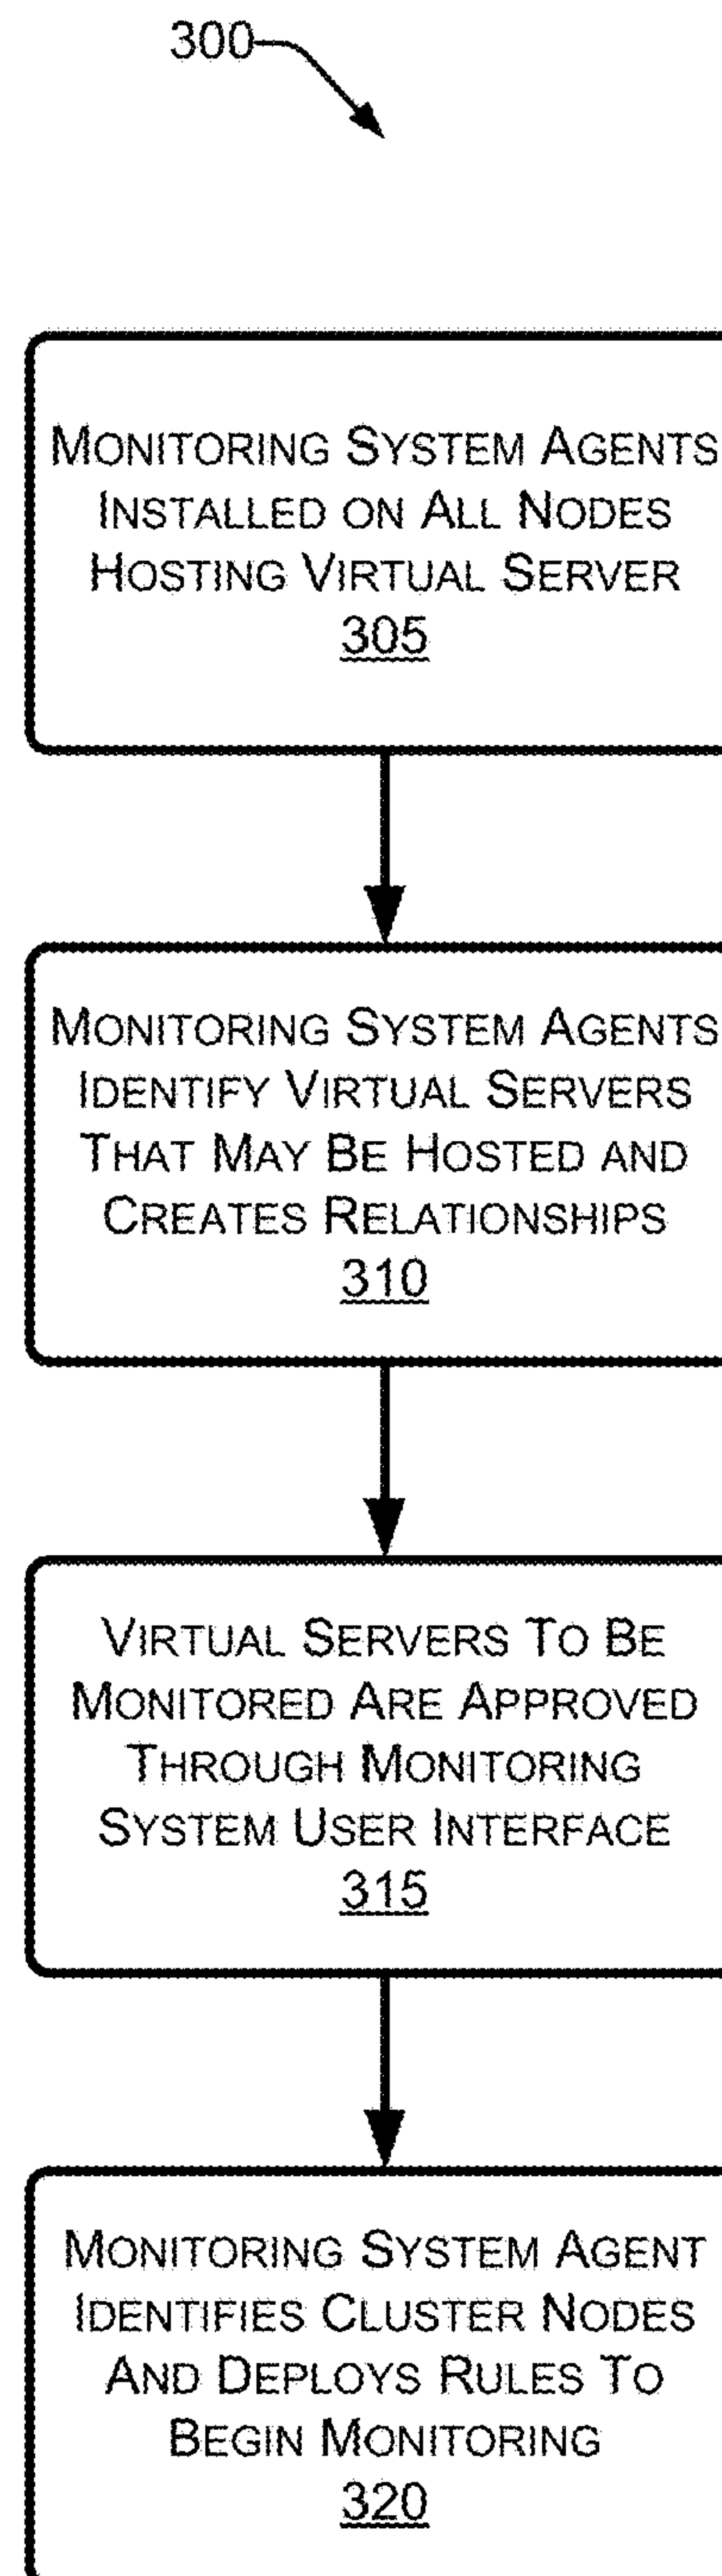 300
MONITORING SYSTEM AGENTS
INSTALLED ON ALL NODES
HOSTING VIRTUAL SERVER
305
MONITORING SYSTEM AGENTS
IDENTIFY VIRTUAL SERVERS
THAT MAY BE HOSTED AND
CREATES RELATIONSHIPS
310
VIRTUAL SERVERS TO BE
MONITORED ARE APPROVED
THROUGH MONITORING
SYSTEM USER INTERFACE
315
MONITORING SYSTEM AGENT
IDENTIFIES CLUSTER NODES
AND DEPLOYS RULES TO
BEGIN MONITORING
320